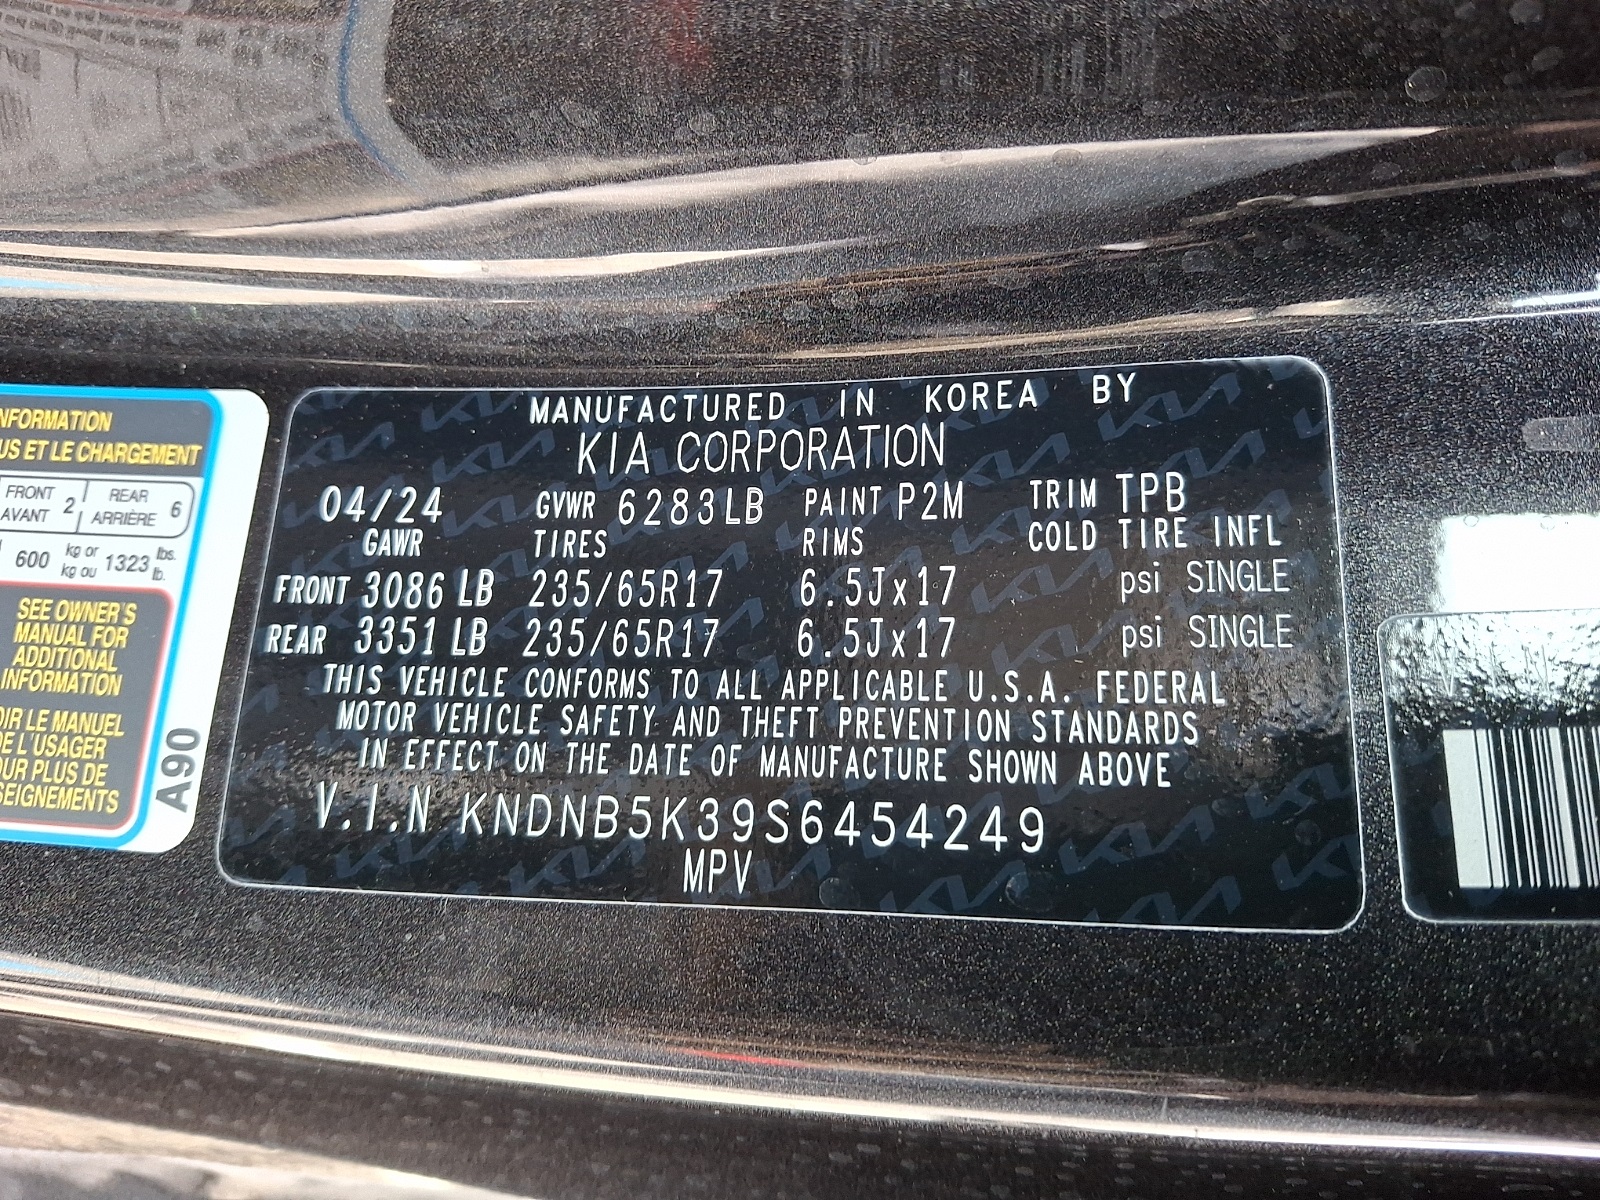 MANUFACTURED IN KOREA BY
KIA CORPORATION
04/24 GVWR 6283LB PAINT P2M TRIM TPB
GAWR TIRES RIMS COLD TIRE INFL
FRONT 3086 LB 235/65R17 6.5Jx17 psi SINGLE
REAR 3351 LB 235/65R17 6.5Jx17 psi SINGLE
THIS VEHICLE CONFORMS TO ALL APPLICABLE U.S.A. FEDERAL
MOTOR VEHICLE SAFETY AND THEFT PREVENTION STANDARDS
IN EFFECT ON THE DATE OF MANUFACTURE SHOWN ABOVE
V.I.N KNDNB5K39S6454249
MPV
NFORMATION
US ET LE CHARGEMENT
FRONT AVANT 2 REAR ARRIÈRE 6
600 kg or kg ou 1323 lbs. lb.
SEE OWNER'S
MANUAL FOR
ADDITIONAL
INFORMATION
OIR LE MANUEL
DE L'USAGER
OUR PLUS DE
SEIGNEMENTS
A90